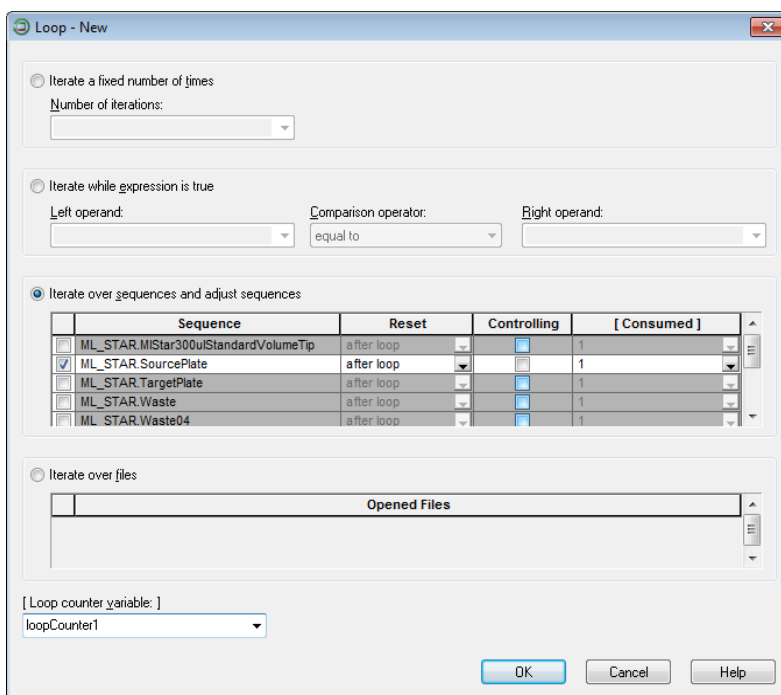 Loop - New
Iterate a fixed number of times
Number of iterations:
Iterate while expression is true
Left operand: Comparison operator: Right operand:
equal to
Iterate over sequences and adjust sequences
Sequence Reset Controlling [ Consumed ]
ML_STAR.MlStar300ulStandardVolumeTip after loop 1
ML_STAR.SourcePlate after loop 1
ML_STAR.TargetPlate after loop 1
ML_STAR.Waste after loop 1
ML_STAR.Waste04 after loop 1
Iterate over files
Opened Files
[ Loop counter variable: ]
loopCounter1
OK Cancel Help